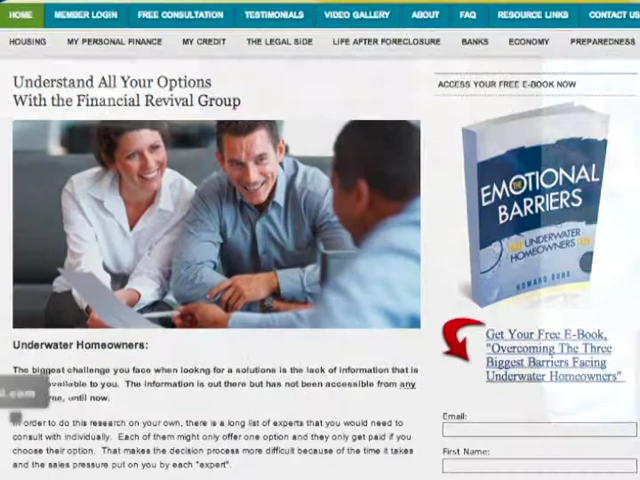 HOME MEMBER LOGIN FREE CONSULTATION TESTIMONIALS VIDEO GALLERY ABOUT FAQ RESOURCE LINKS CONTACT US
HOUSING MY PERSONAL FINANCE MY CREDIT THE LEGAL SIDE LIFE AFTER FORECLOSURE BANKS ECONOMY PREPAREDNESS
Understand All Your Options
With the Financial Revival Group
Underwater Homeowners:
The biggest challenge you face when lookng for a solutions is the lack of information that is
available to you. The information is out there but has not been accessible from any
until now.
In order to do this research on your own, there is a long list of experts that you would need to
consult with individually. Each of them might only offer one option and they only get paid if you
choose their option. That makes the decision process more difficult because of the time it takes
and the sales pressure put on you by each "expert".
ACCESS YOUR FREE E-BOOK NOW
THE
EMOTIONAL
BARRIERS
UNDERWATER
HOMEOWNERS
HOWARD
Get Your Free E-Book,
"Overcoming The Three
Biggest Barriers Facing
Underwater Homeowners"
Email:
First Name: